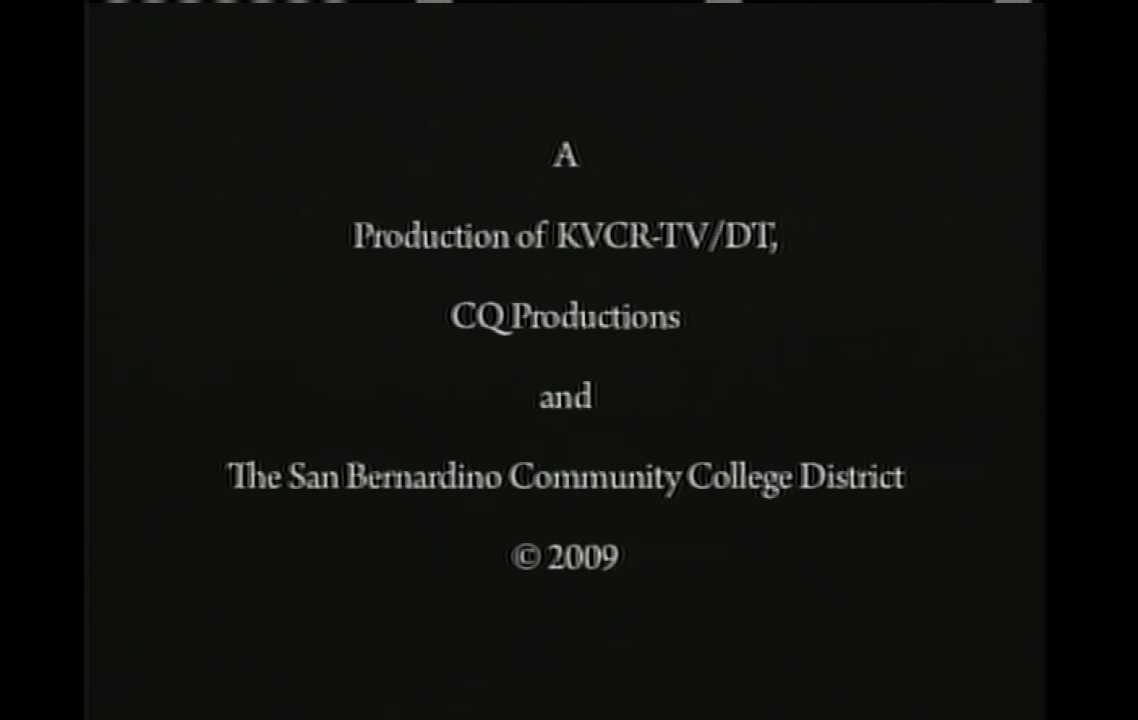 A
Production of KVCR-TV/DT,
CQ Productions
and
The San Bernardino Community College District
© 2009